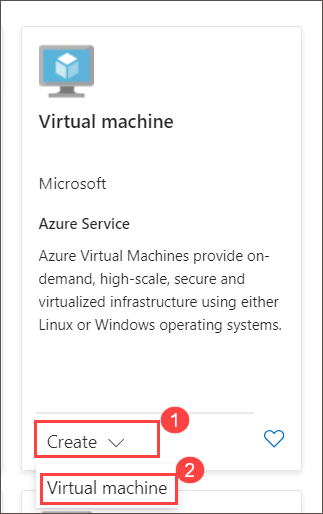 Virtual machine
Microsoft
Azure Service
Azure Virtual Machines provide on-
demand, high-scale, secure and
virtualized infrastructure using either
Linux or Windows operating systems.
1
Create
2
Virtual machine